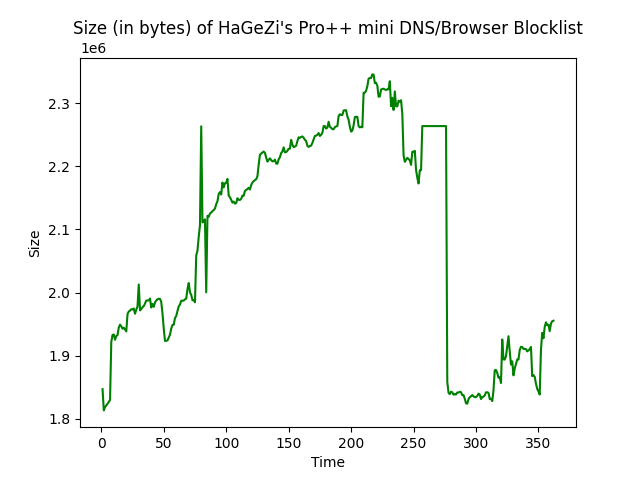 Size (in bytes) of HaGeZi's Pro++ mini DNS/Browser Blocklist
1e6
2.3
2.2
2.1
2.0
1.9
1.8
Size
0 50 100 150 200 250 300 350
Time